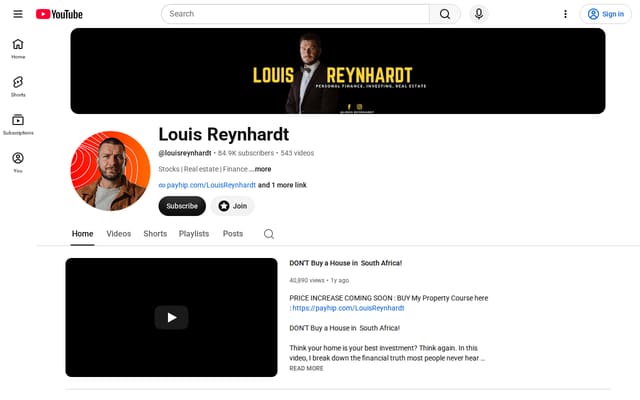 YouTube
Search
Sign in
Home
Shorts
Subscriptions
You
LOUIS REYNHARDT
PERSONAL FINANCE, INVESTING, REAL ESTATE
Louis Reynhardt
@louisreynhardt • 84.9K subscribers • 543 videos
Stocks | Real estate | Finance ...more
payhip.com/LouisReynhardt and 1 more link
Subscribe
Join
Home Videos Shorts Playlists Posts
DON'T Buy a House in South Africa!
40,890 views • 1y ago
PRICE INCREASE COMING SOON : BUY My Property Course here
: https://payhip.com/LouisReynhardt
DON'T Buy a House in South Africa!
Think your home is your best investment? Think again. In this
video, I break down the financial truth most people never hear ...
READ MORE